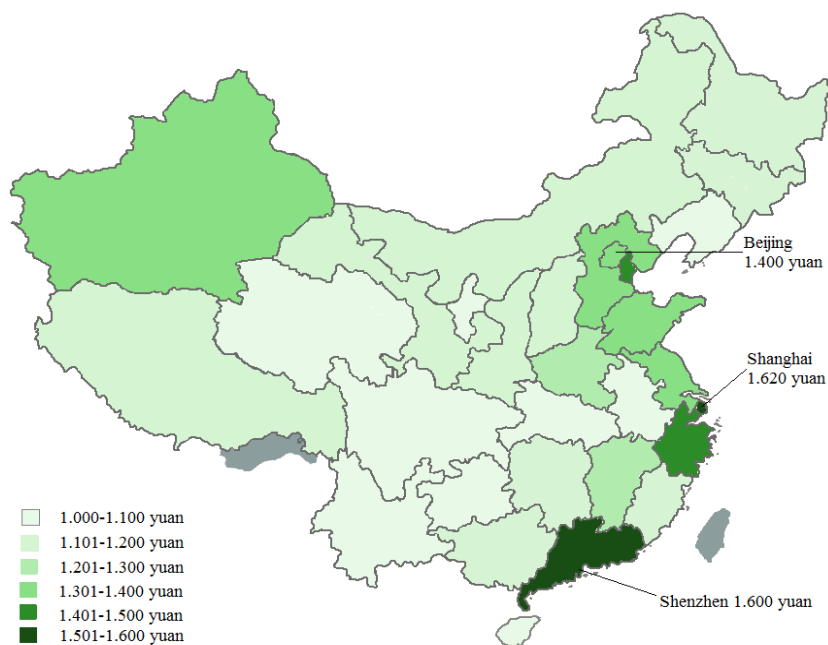 Beijing
1.400 yuan
Shanghai
1.620 yuan
Shenzhen 1.600 yuan
1.000-1.100 yuan
1.101-1.200 yuan
1.201-1.300 yuan
1.301-1.400 yuan
1.401-1.500 yuan
1.501-1.600 yuan